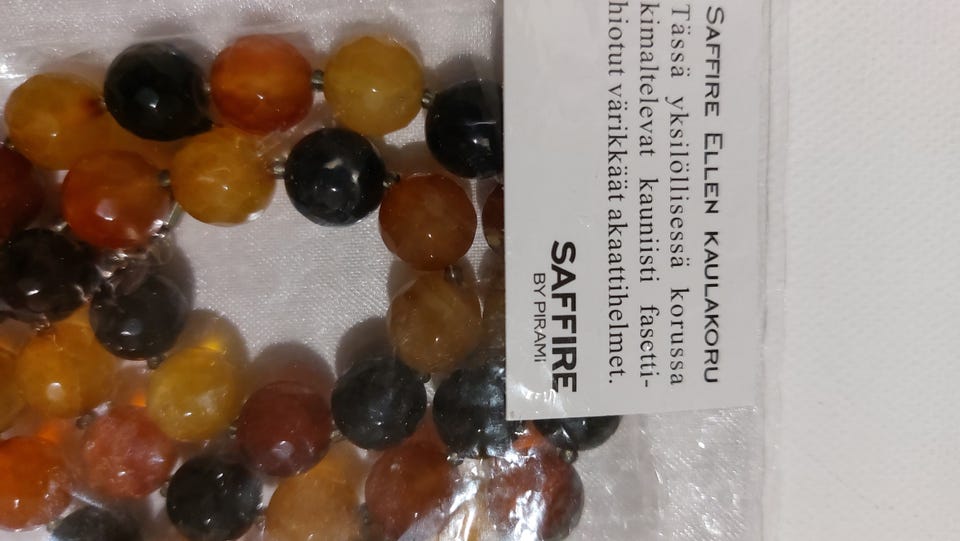 SAFFIRE ELLEN KAULAKORU
Tässä yksilöllisessä korussa
kimaltelevat kauniisti fasetti-
hiotut värikkäät akaattihelmet.
SAFFIRE
BY PIRAMI